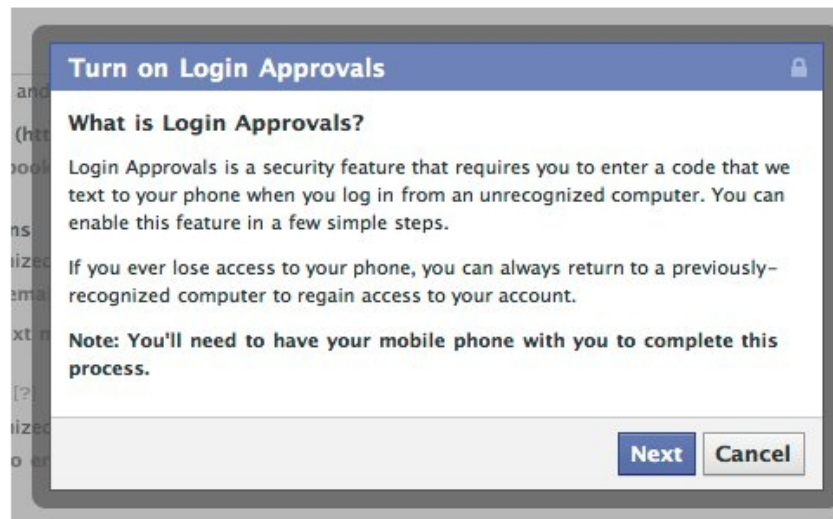 Turn on Login Approvals
and
What is Login Approvals?
(htt
Login Approvals is a security feature that requires you to enter a code that we
text to your phone when you log in from an unrecognized computer. You can
enable this feature in a few simple steps.
ns
If you ever lose access to your phone, you can always return to a previously-
recognized computer to regain access to your account.
Note: You'll need to have your mobile phone with you to complete this
process.
[?]
Next Cancel